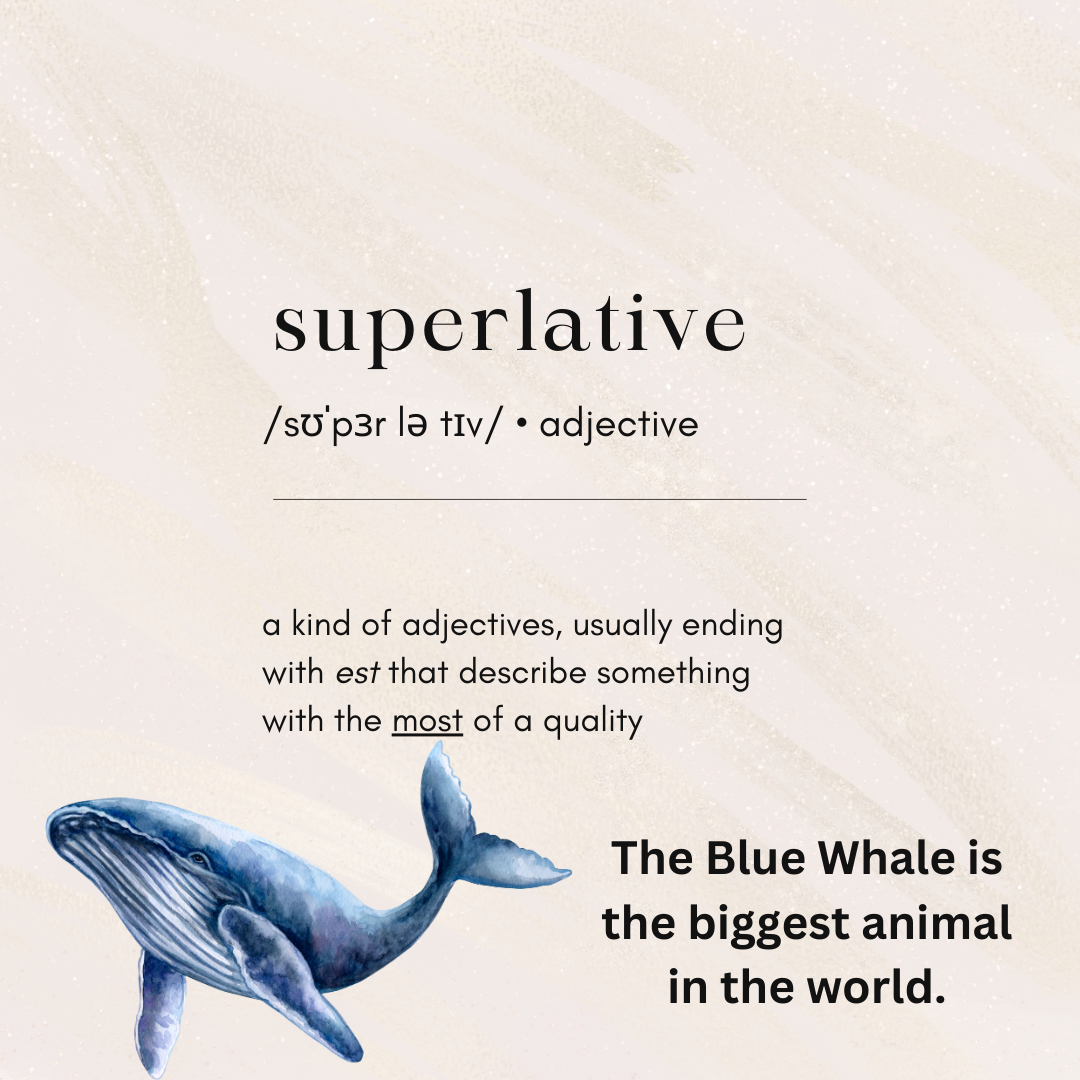 superlative
/sʊˈpɜr lə tɪv/ • adjective
a kind of adjectives, usually ending
with est that describe something
with the most of a quality
The Blue Whale is
the biggest animal
in the world.